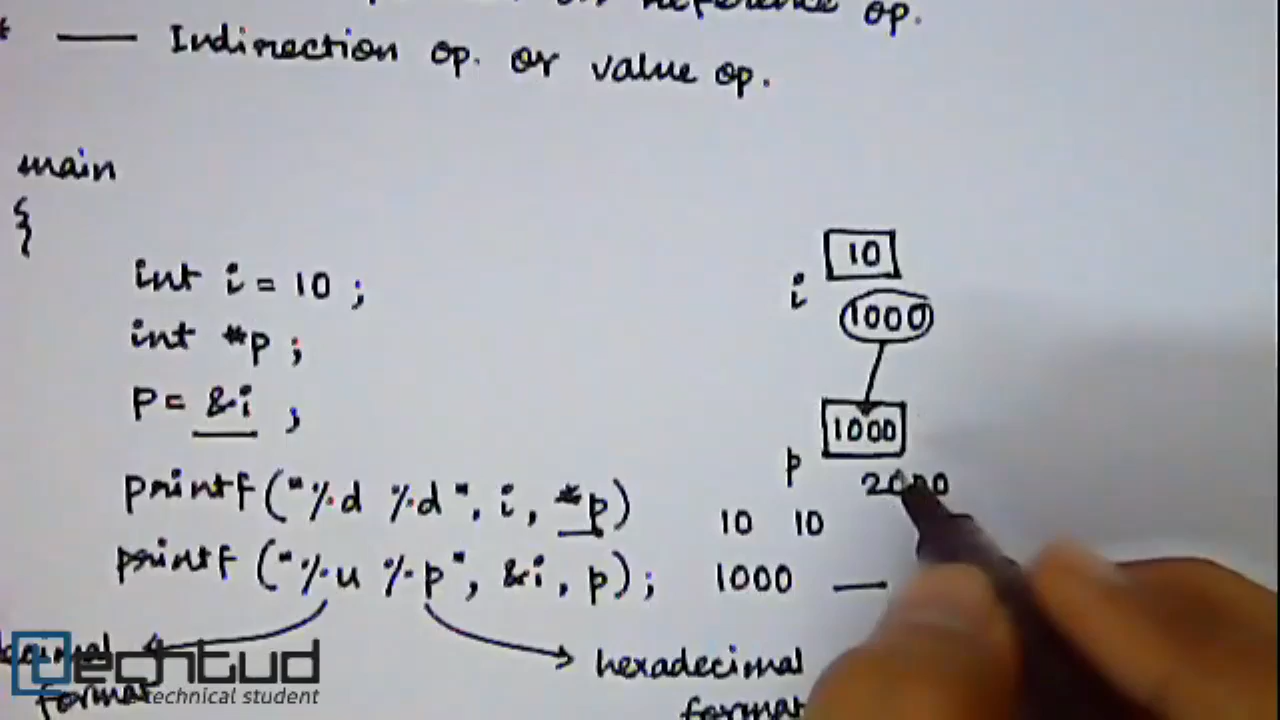 reference op.
* — Indirection op. or value op.
main
{
int i = 10 ;
int *p ;
P = &i ;
i
10
1000
1000
p
2000
printf("%d %d", i, *p)
10 10
printf ("%u %p", &i, p);
1000 —
hexadecimal
format
format
techtud
technical student